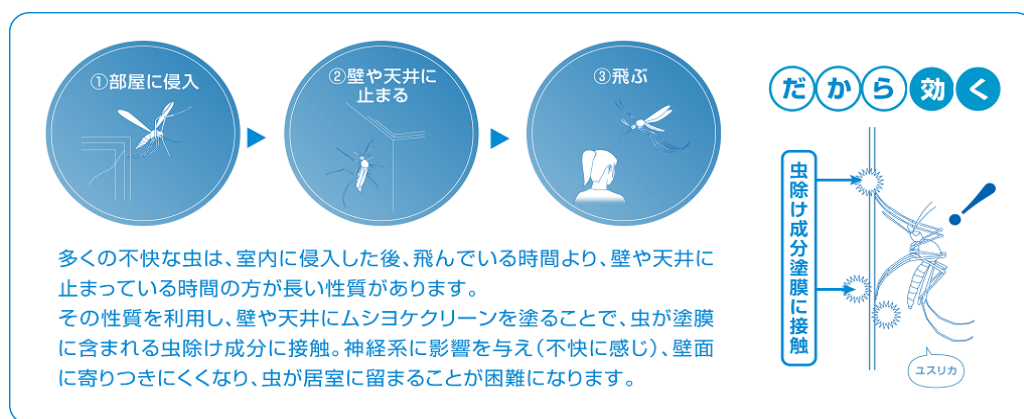 ①部屋に侵入
②壁や天井に
止まる
③飛ぶ
だから効く
虫除け成分塗膜に接触
ユスリカ
多くの不快な虫は、室内に侵入した後、飛んでいる時間より、壁や天井に
止まっている時間の方が長い性質があります。
その性質を利用し、壁や天井にムシヨケクリーンを塗ることで、虫が塗膜
に含まれる虫除け成分に接触。神経系に影響を与え(不快に感じ)、壁面
に寄りつきにくくなり、虫が居室に留まることが困難になります。